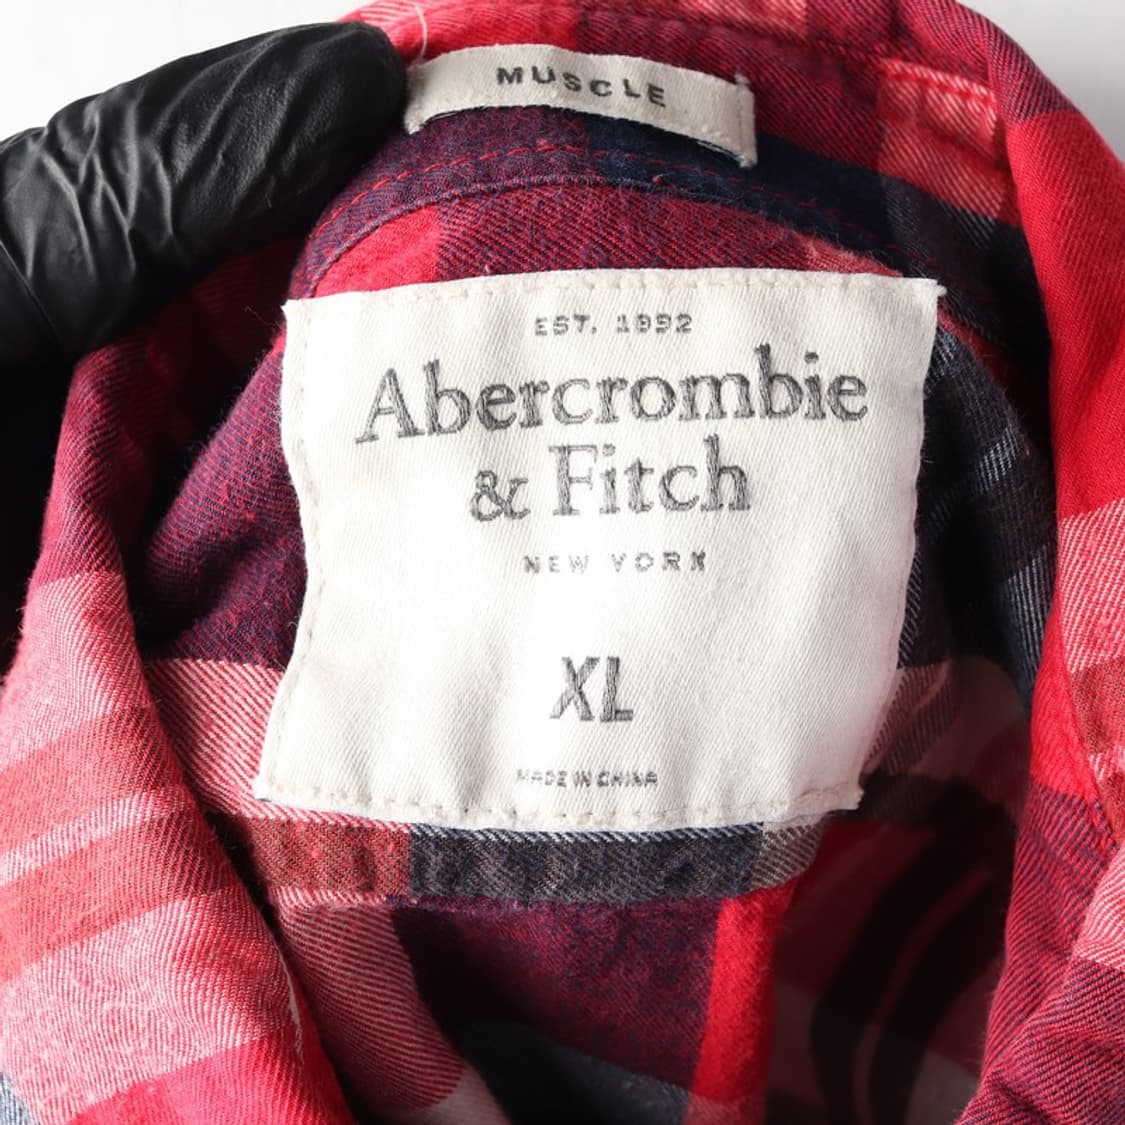 MUSCLE
EST. 1892
Abercrombie
& Fitch
NEW YORK
XL
MADE IN CHINA